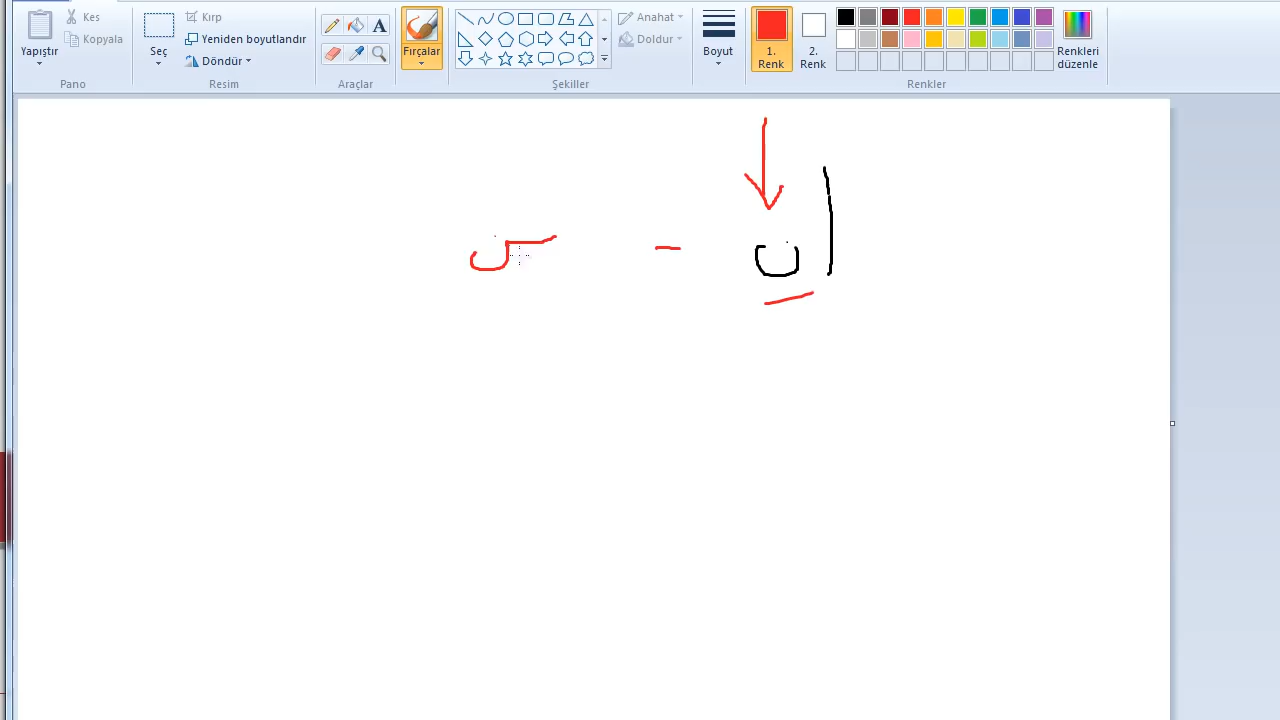 Yapıştır
Kes
Kopyala
Pano
Seç
Kırp
Yeniden boyutlandır
Döndür
Resim
A
Araçlar
Fırçalar
Şekiller
Anahat
Doldur
Boyut
1. Renk
2. Renk
Renkleri düzenle
Renkler
ان - ن